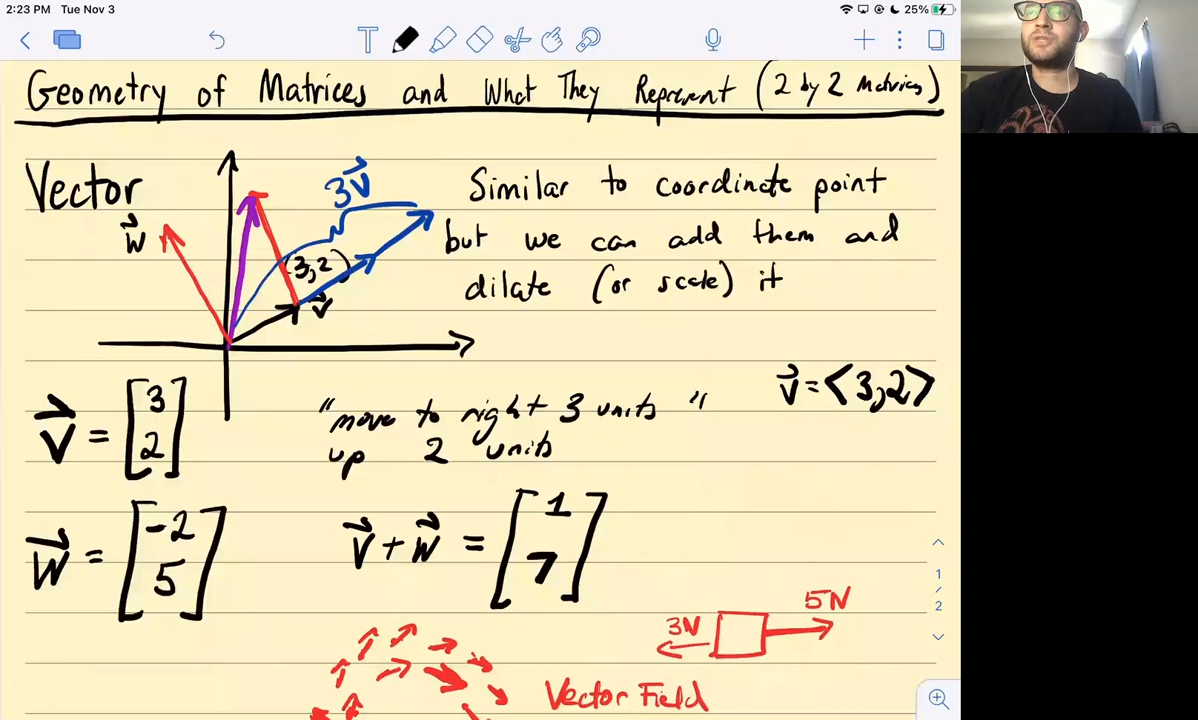 2:23 PM Tue Nov 3
25%
Geometry of Matrices and What They Represent (2 by 2 Matrices)
Vector
3v⃗
w⃗
(3,2)
v⃗
Similar to coordinate point
but we can add them and
dilate (or scale) it
v⃗ = <3,2>
v⃗ = [3 2]
"move to right 3 units"
up 2 units
w⃗ = [-2 5]
v⃗ + w⃗ = [1 7]
1
/
2
3N
5N
Vector Field